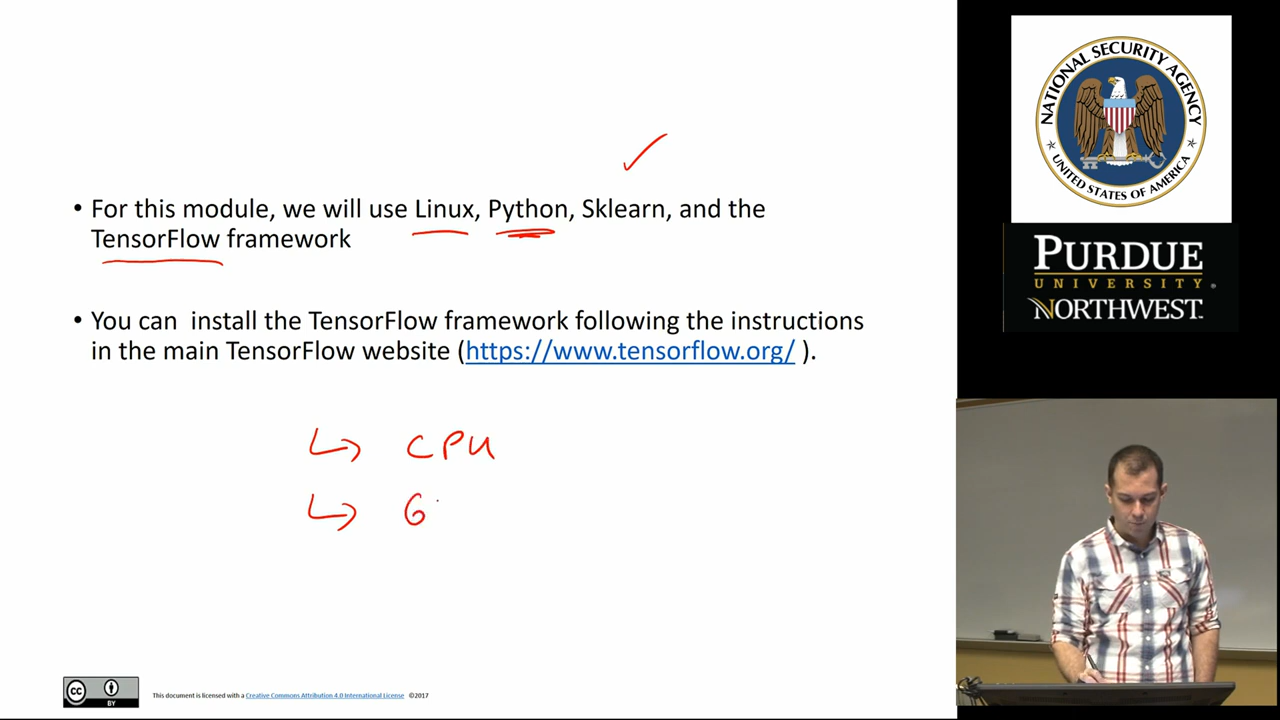 • For this module, we will use Linux, Python, Sklearn, and the
TensorFlow framework
• You can install the TensorFlow framework following the instructions
in the main TensorFlow website (https://www.tensorflow.org/ ).
CPU
G
cc
BY
This document is licensed with a Creative Commons Attribution 4.0 International License ©2017
NATIONAL SECURITY AGENCY
UNITED STATES OF AMERICA
PURDUE
UNIVERSITY
NORTHWEST